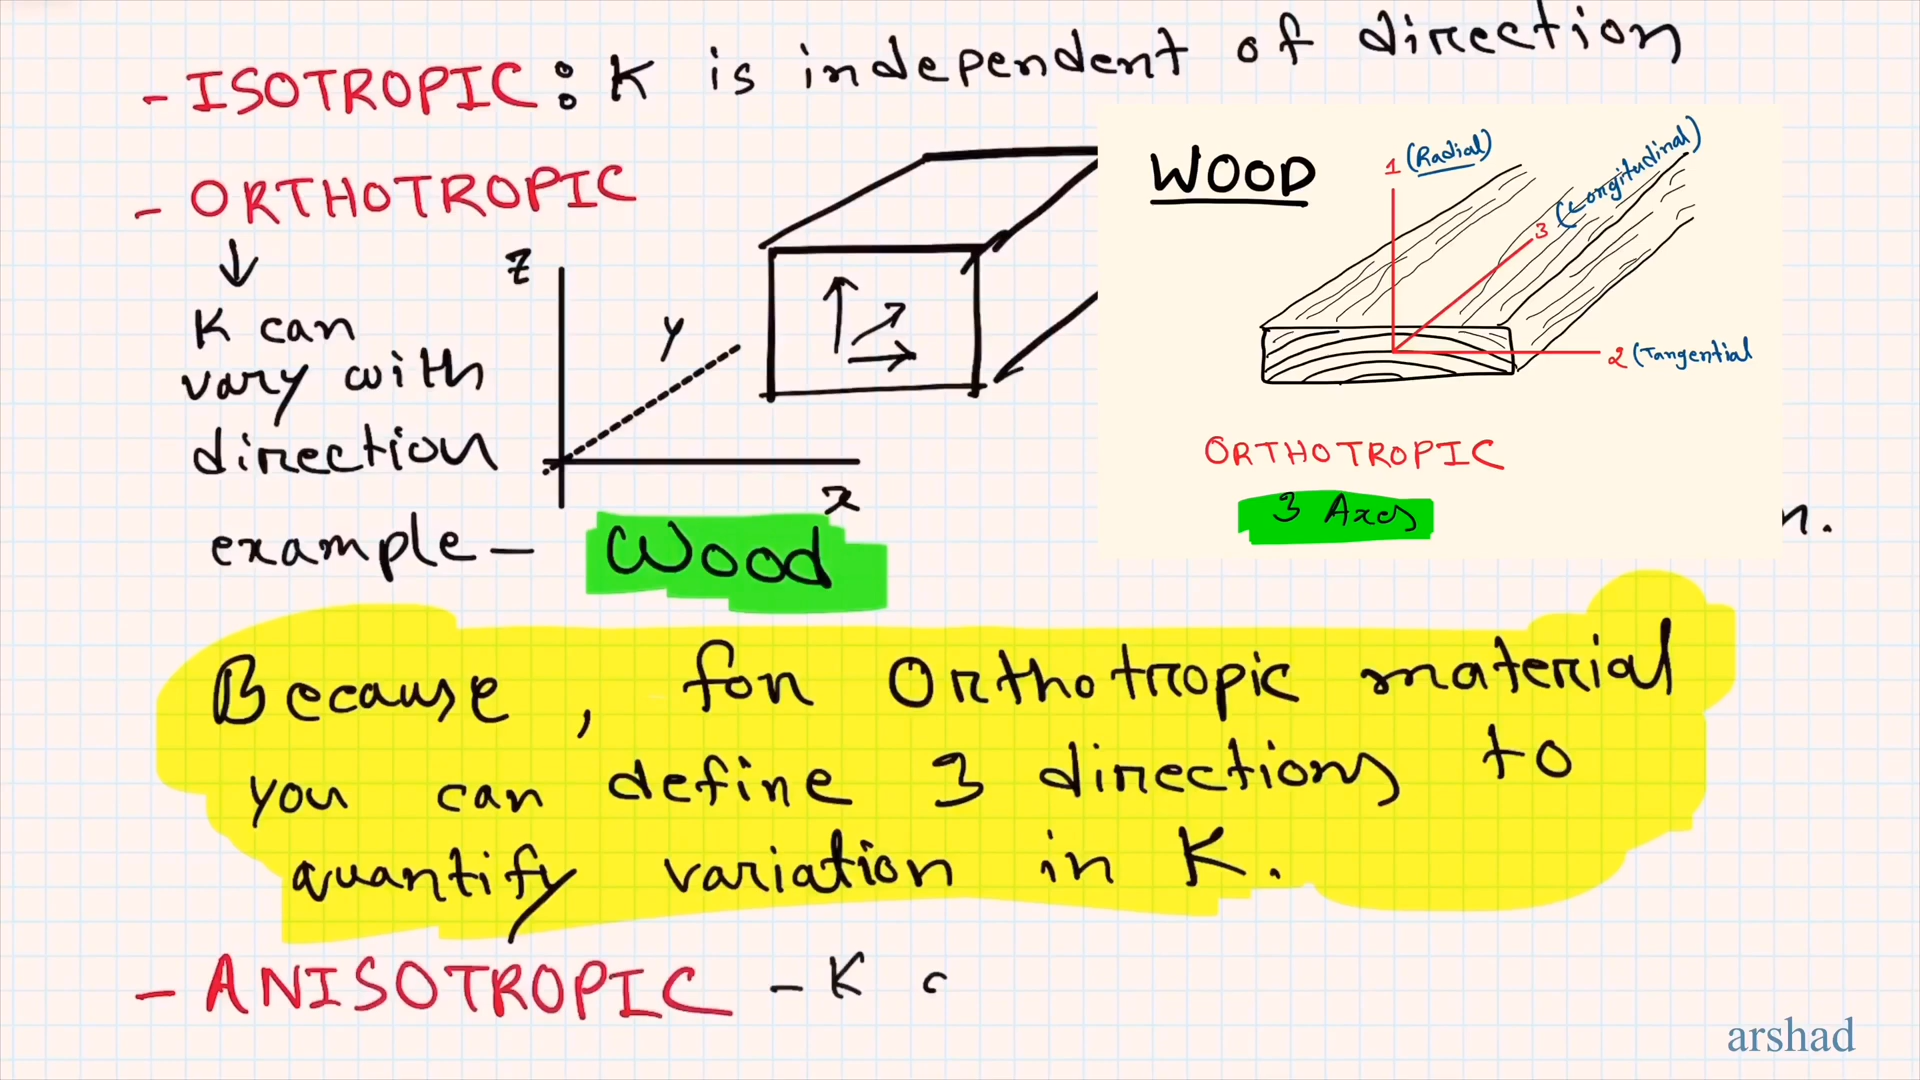 - ISOTROPIC : K is independent of direction
- ORTHOTROPIC
↓
K can
vary with
direction
example – Wood
z
y
x
WOOD
1 (Radial)
3 (Longitudinal)
2 (Tangential
ORTHOTROPIC
3 Axes
n.
Because, for Orthotropic material
you can define 3 directions to
quantify variation in K.
- ANISOTROPIC - K c
arshad